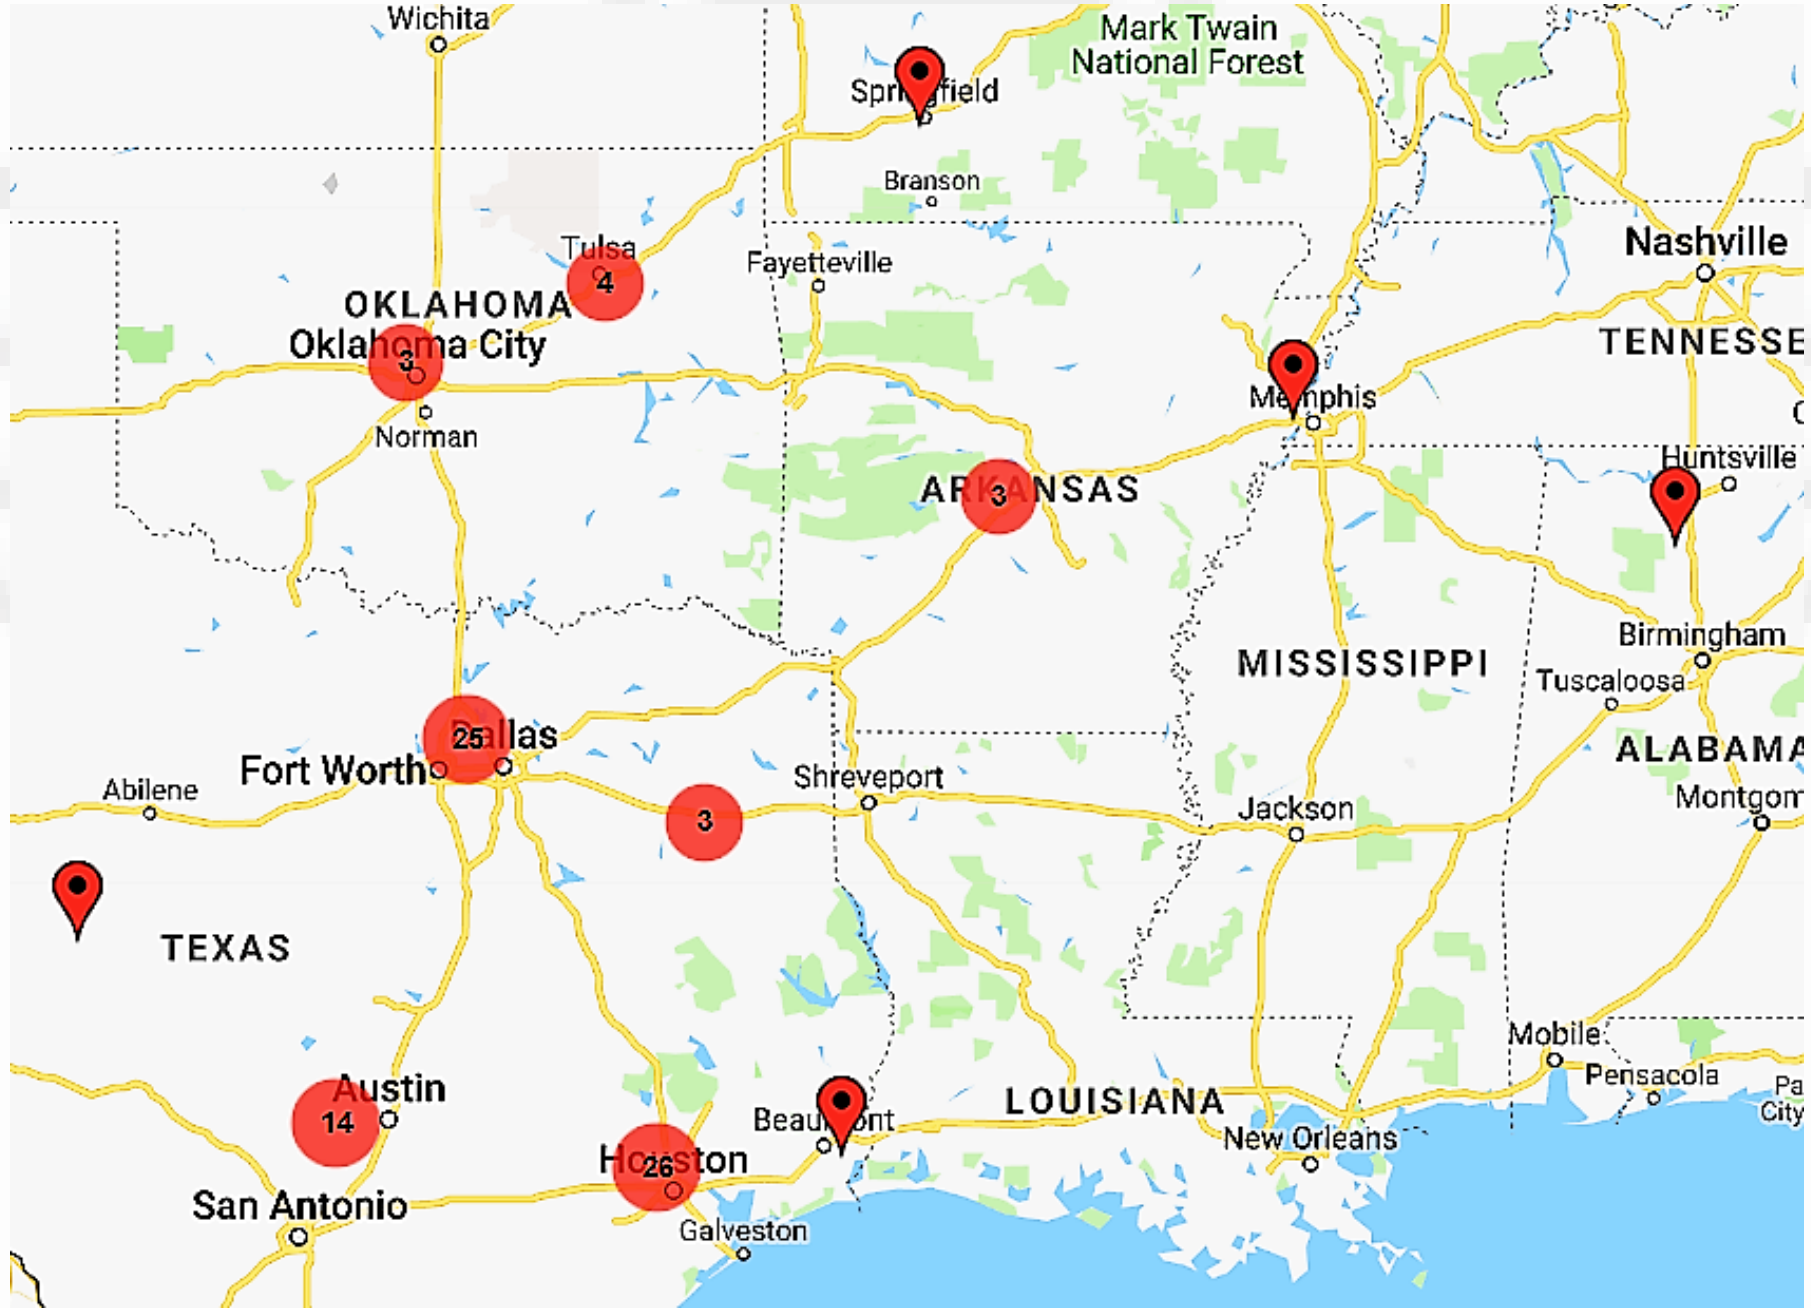 Wichita
Mark Twain
National Forest
Springfield
Branson
Tulsa
4
Fayetteville
Nashville
OKLAHOMA
Oklahoma City
3
TENNESSE
Memphis
C
Norman
Huntsville
ARKANSAS
3
Birmingham
MISSISSIPPI
Tuscaloosa
Dallas
25
ALABAMA
Fort Worth
Abilene
Shreveport
3
Jackson
Montgom
TEXAS
Mobile
Pensacola
Pa
City
Austin
14
LOUISIANA
Beaumont
New Orleans
Houston
26
San Antonio
Galveston